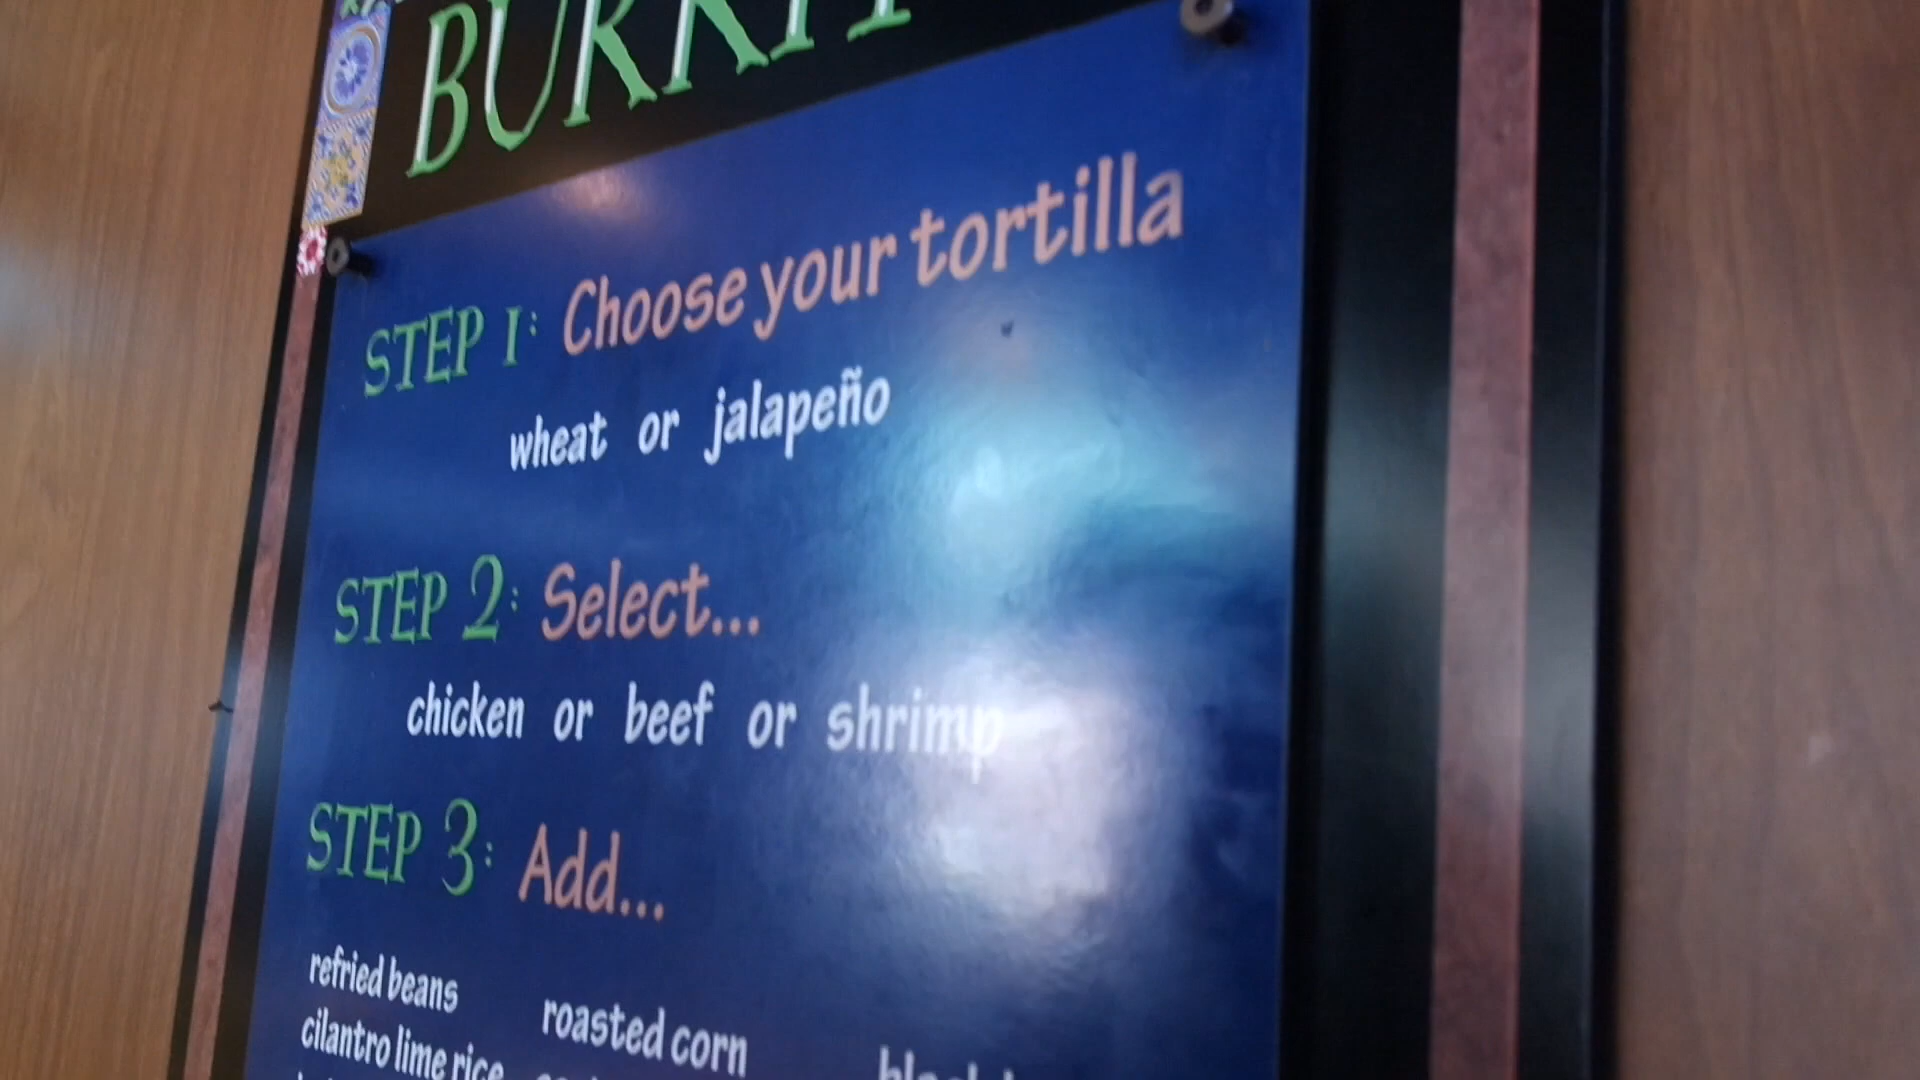 STEP 1: Choose your tortilla
wheat or jalapeño
STEP 2: Select...
chicken or beef or shrimp
STEP 3: Add...
refried beans
roasted corn
cilantro lime rice